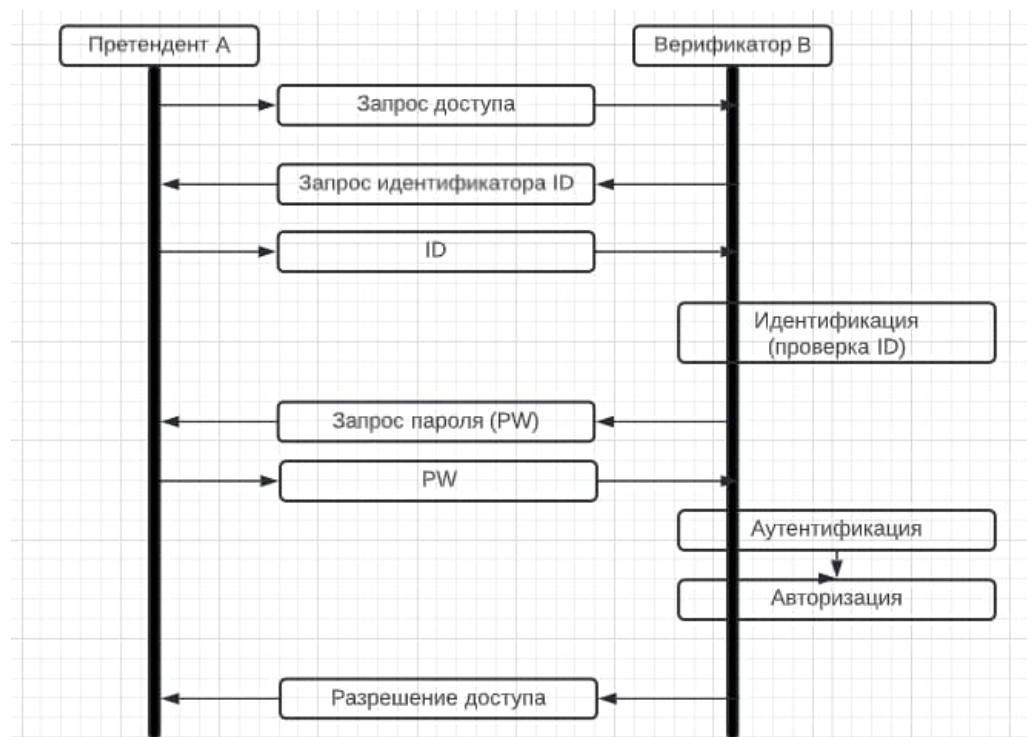 Претендент А
Верификатор В
Запрос доступа
Запрос идентификатора ID
ID
Идентификация
(проверка ID)
Запрос пароля (PW)
PW
Аутентификация
Авторизация
Разрешение доступа